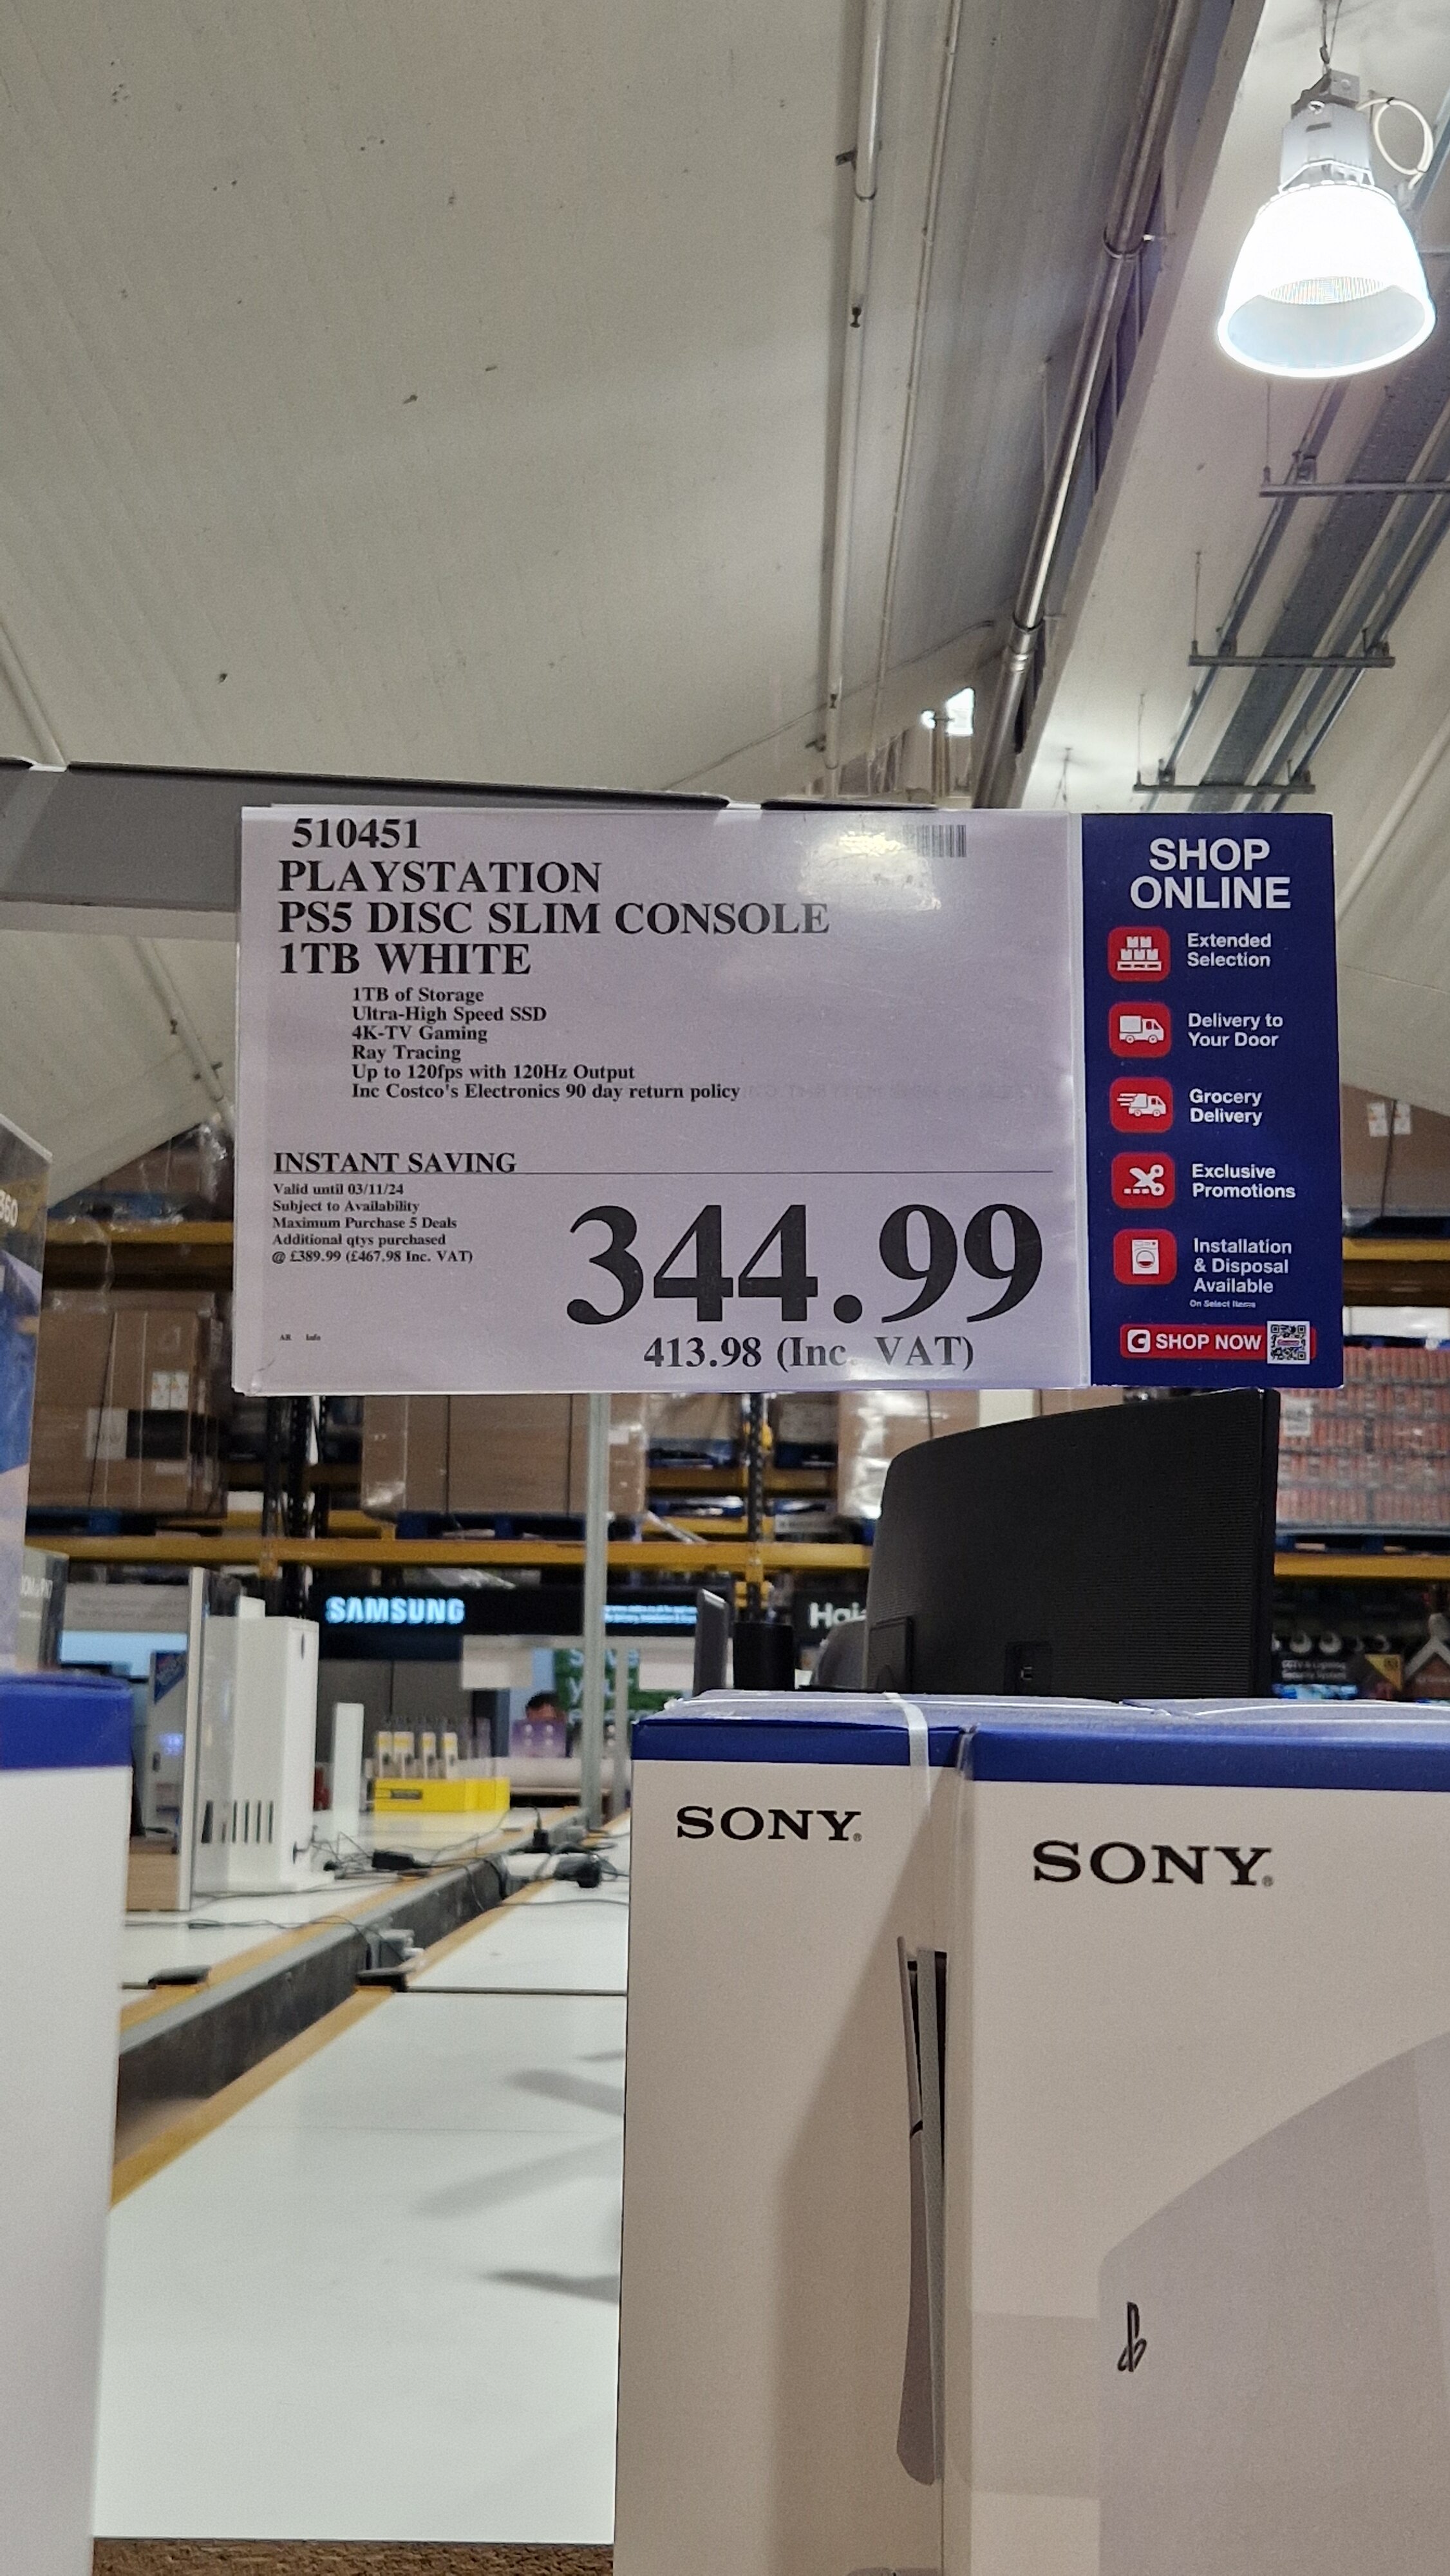 510451
PLAYSTATION
PS5 DISC SLIM CONSOLE
1TB WHITE
1TB of Storage
Ultra-High Speed SSD
4K-TV Gaming
Ray Tracing
Up to 120fps with 120Hz Output
Inc Costco's Electronics 90 day return policy
INSTANT SAVING
Valid until 03/11/24
Subject to Availability
Maximum Purchase 5 Deals
Additional qtys purchased
@ £389.99 (£467.98 Inc. VAT)
344.99
413.98 (Inc. VAT)
AR Info
SHOP
ONLINE
Extended
Selection
Delivery to
Your Door
Grocery
Delivery
Exclusive
Promotions
Installation
& Disposal
Available
On Select Items
SHOP NOW
360
SAMSUNG
SONY
SONY